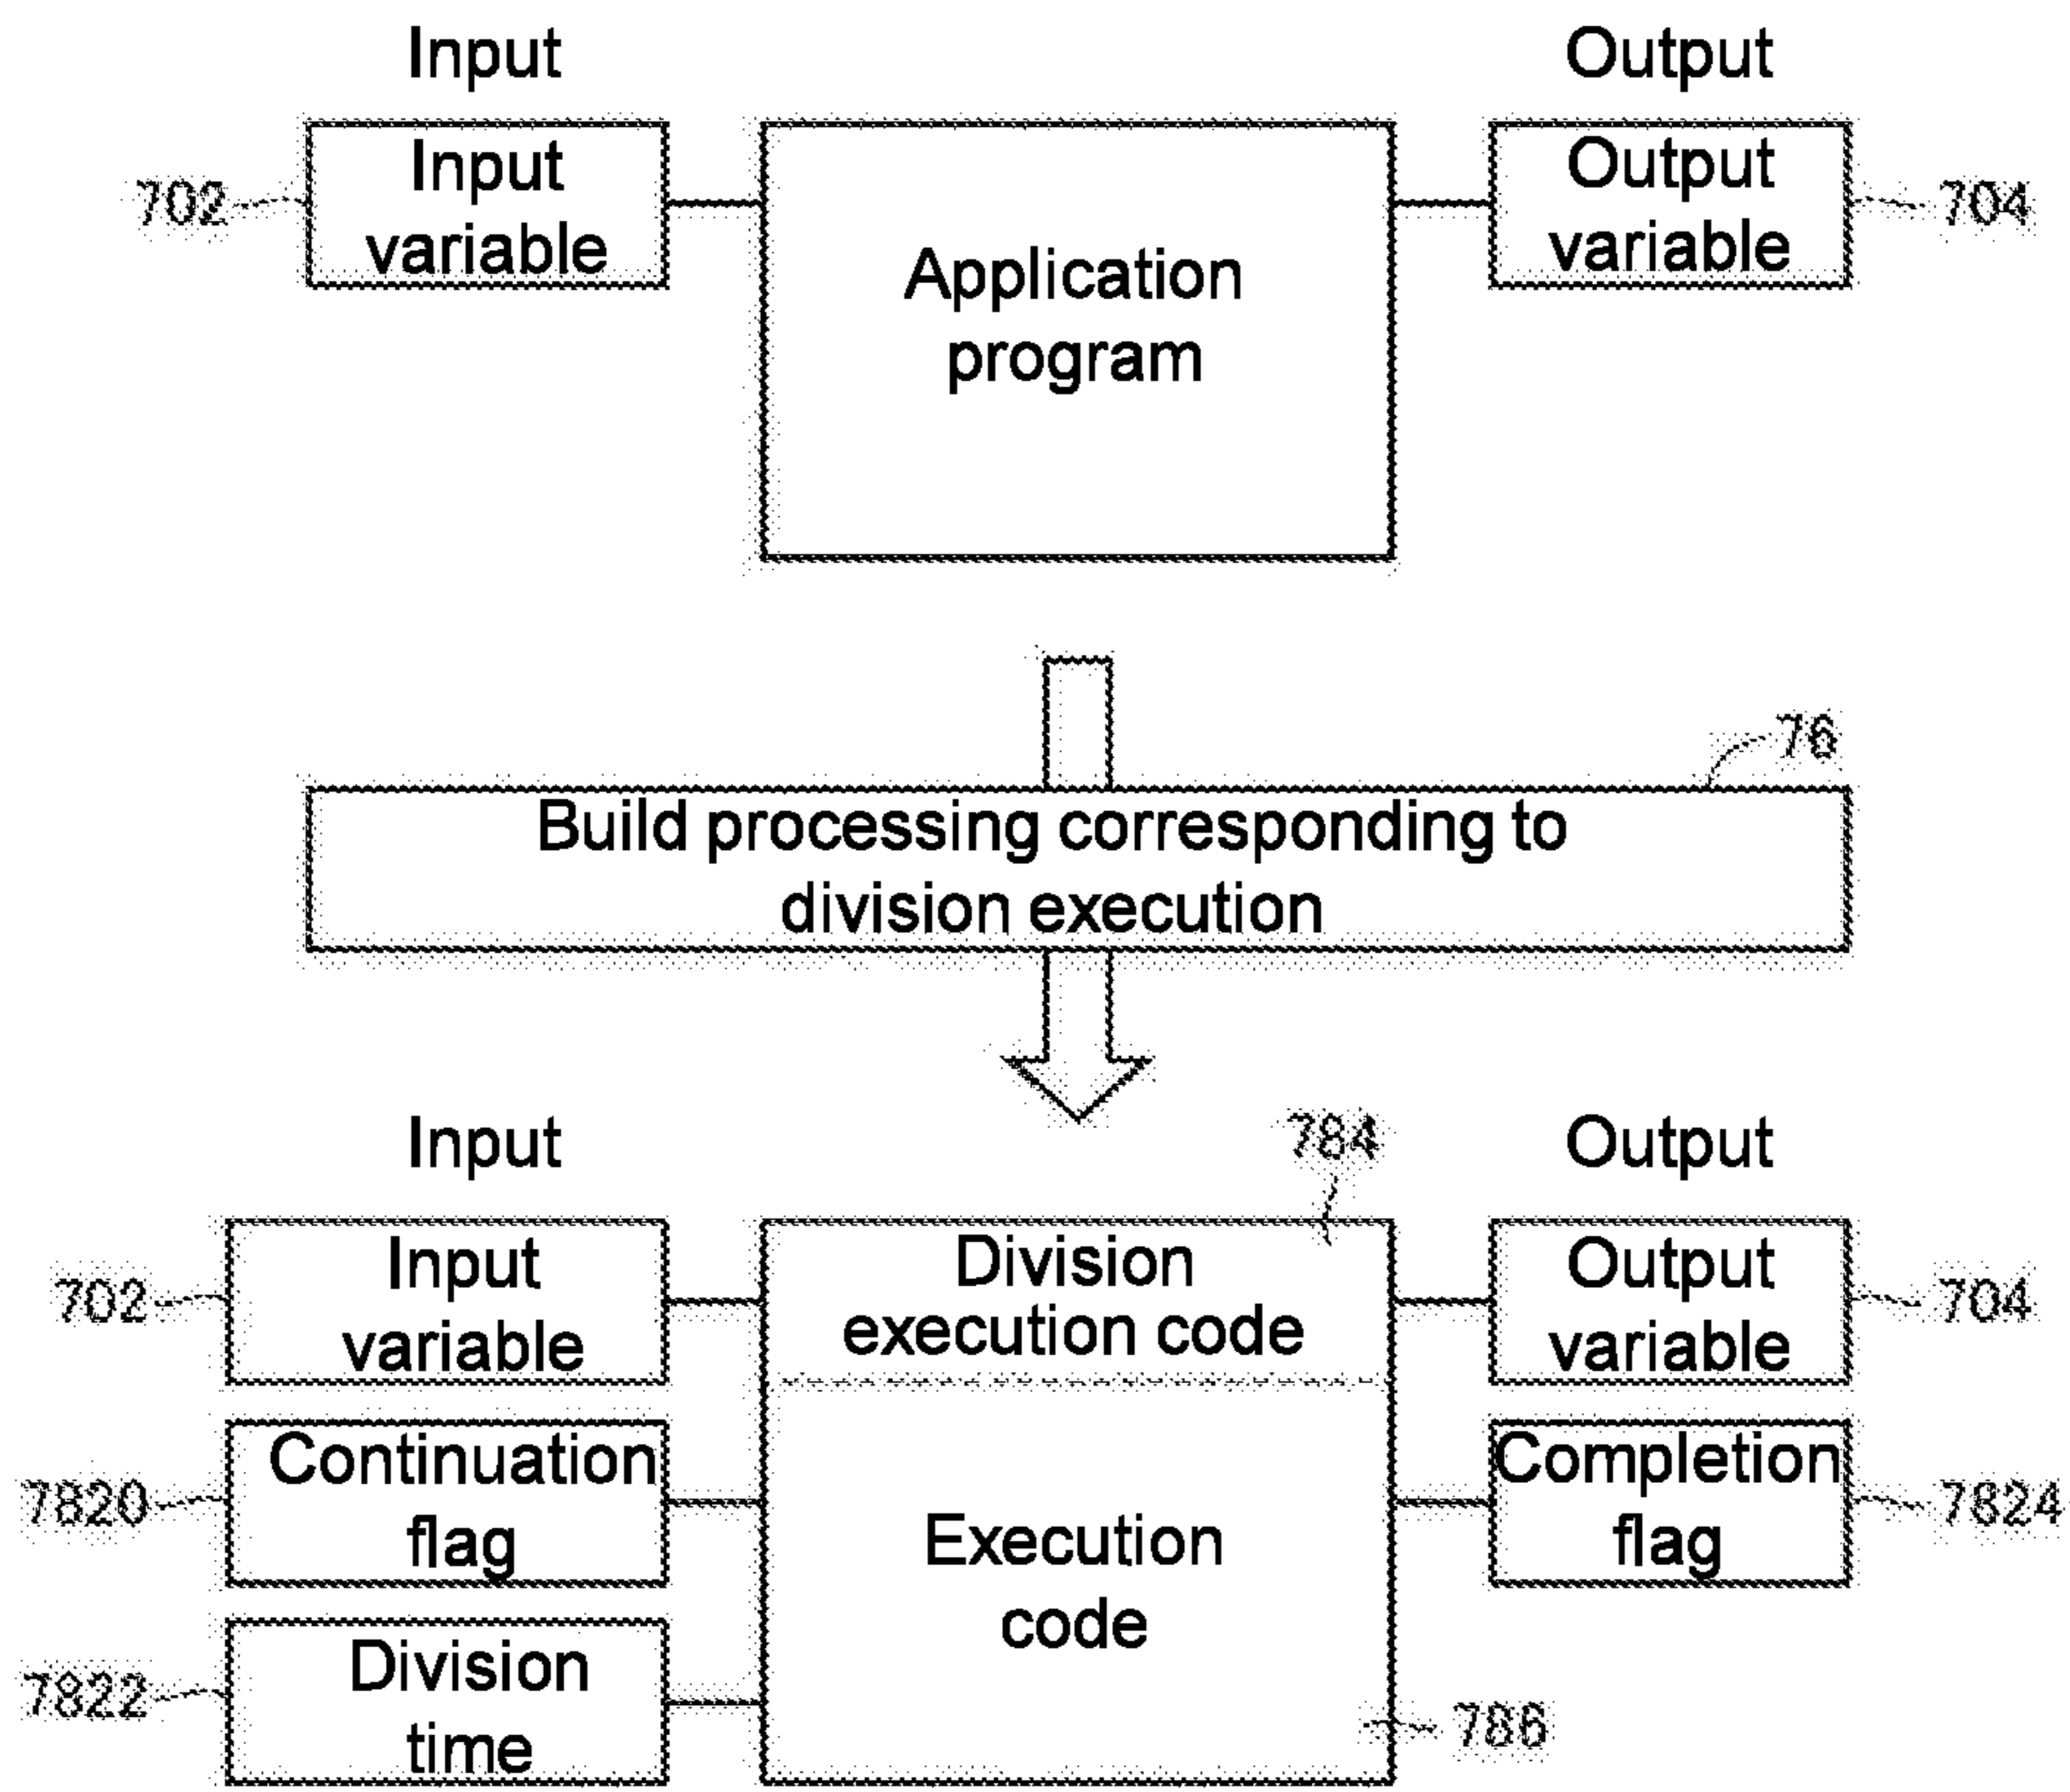 Input
Output
702
Input
variable
Application
program
Output
variable
704
76
Build processing corresponding to
division execution
Input
784
Output
702
Input
variable
Division
execution code
Output
variable
704
7820
Continuation
flag
Execution
code
Completion
flag
7824
7822
Division
time
786